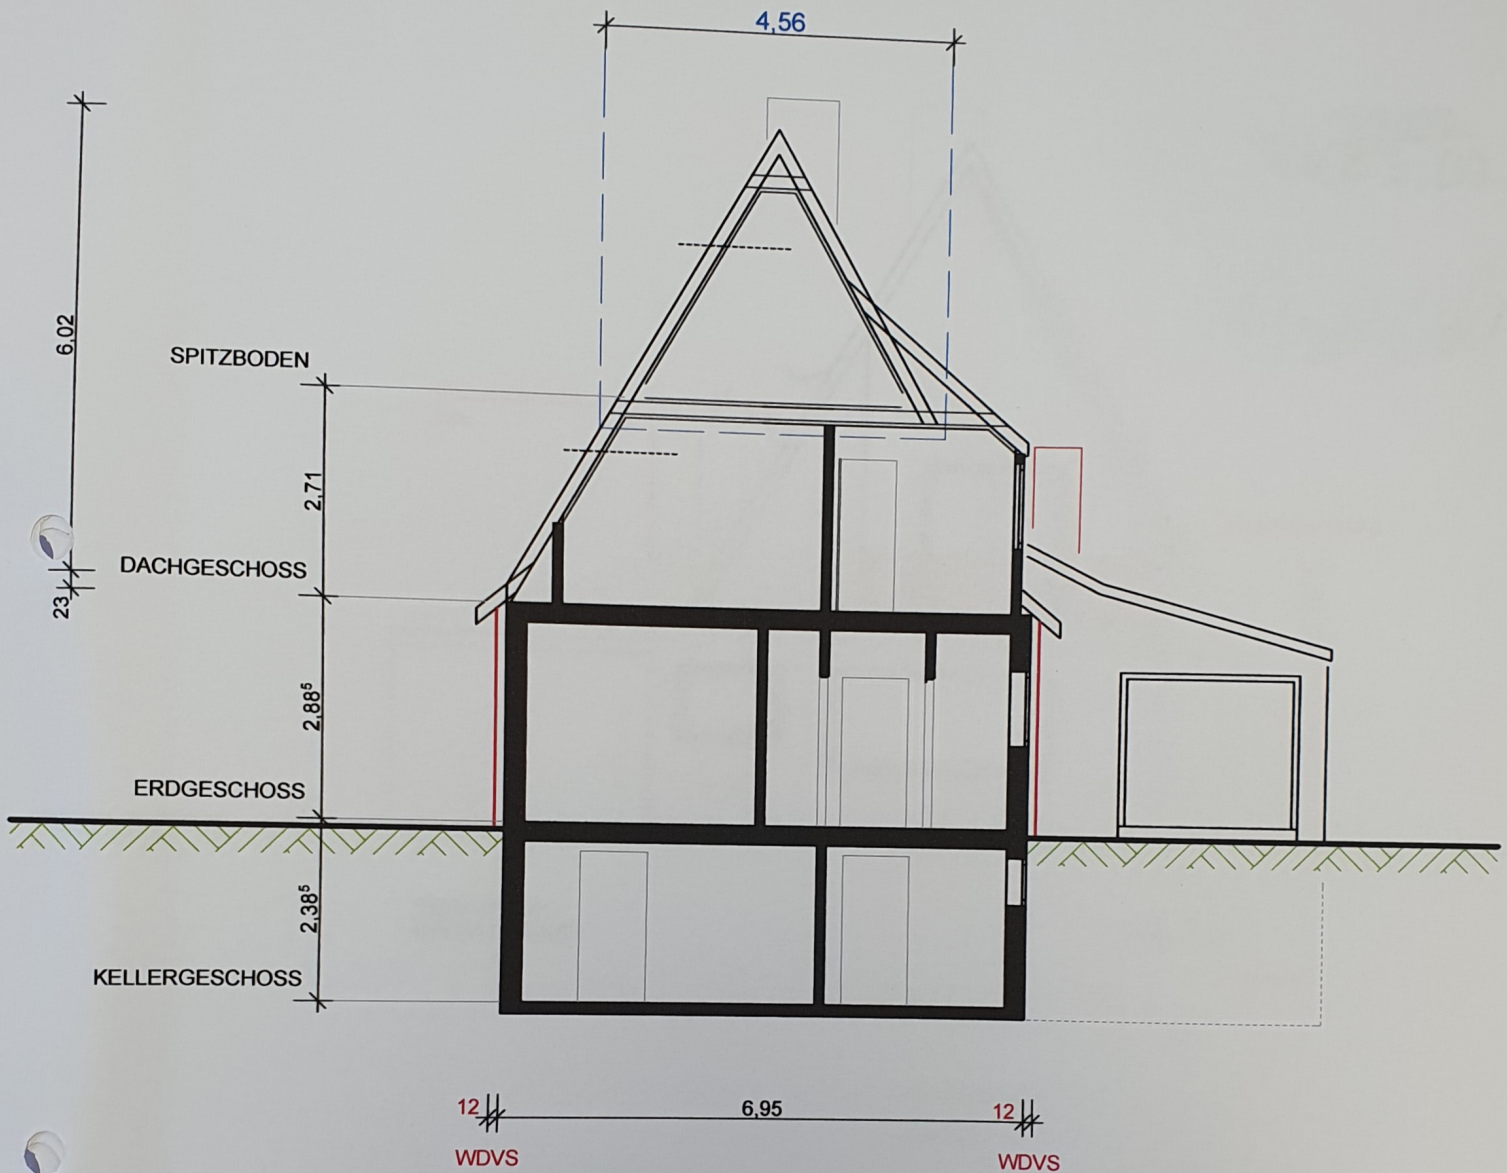 4,56
6,02
SPITZBODEN
2,71
DACHGESCHOSS
23
2,88⁵
ERDGESCHOSS
2,38⁵
KELLERGESCHOSS
12 6,95 12
WDVS WDVS